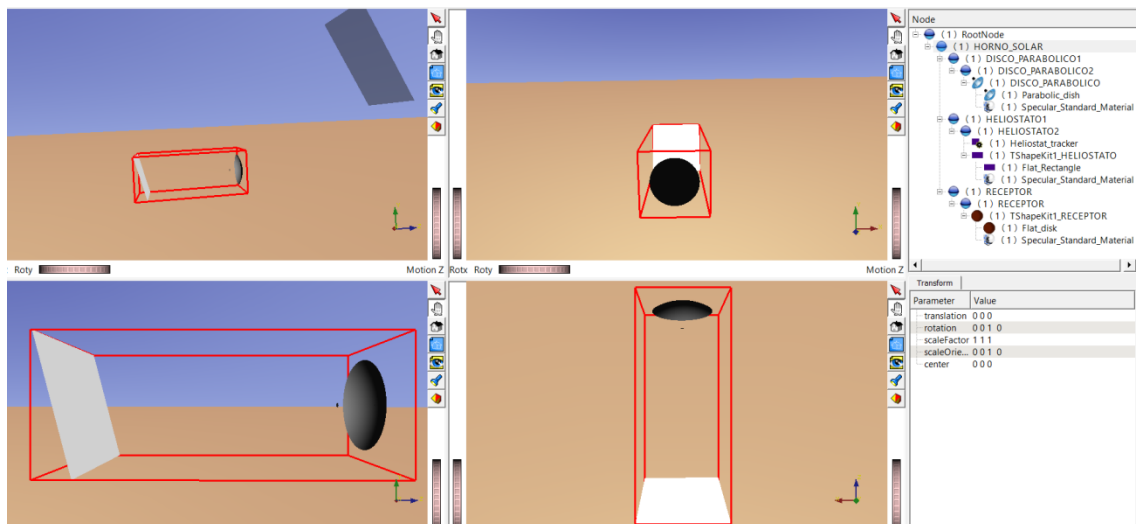 Node
( 1 ) RootNode
( 1 ) HORNO_SOLAR
( 1 ) DISCO_PARABOLICO1
( 1 ) DISCO_PARABOLICO2
( 1 ) DISCO_PARABOLICO
( 1 ) Parabolic_dish
( 1 ) Specular_Standard_Material
( 1 ) HELIOSTATO1
( 1 ) HELIOSTATO2
( 1 ) Heliostat_tracker
( 1 ) TShapeKit1_HELIOSTATO
( 1 ) Flat_Rectangle
( 1 ) Specular_Standard_Material
( 1 ) RECEPTOR
( 1 ) RECEPTOR
( 1 ) TShapeKit1_RECEPTOR
( 1 ) Flat_disk
( 1 ) Specular_Standard_Material
Roty Motion Z
Rotx Roty Motion Z
Transform
Parameter Value
translation 0 0 0
rotation 0 0 1 0
scaleFactor 1 1 1
scaleOrie... 0 0 1 0
center 0 0 0